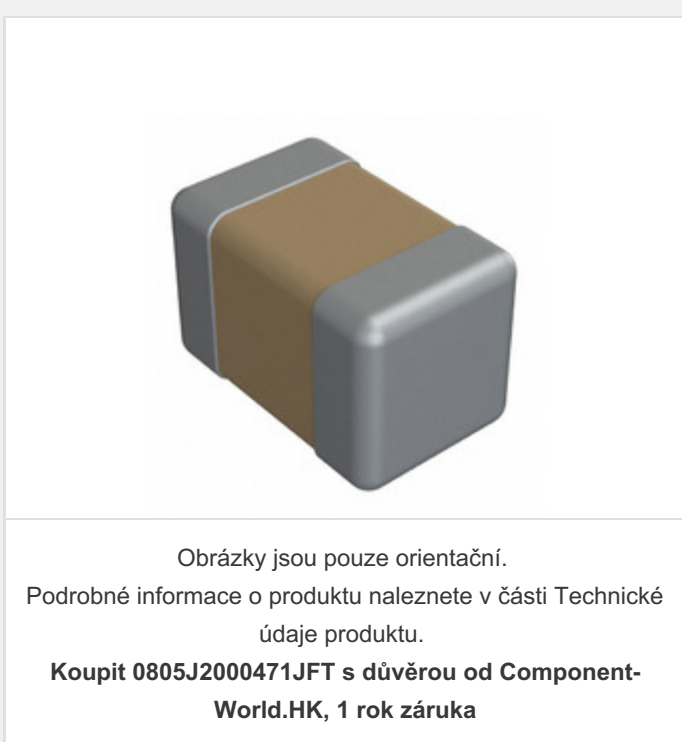 Obrázky jsou pouze orientační.
Podrobné informace o produktu naleznete v části Technické
údaje produktu.
Koupit 0805J2000471JFT s důvěrou od Component-
World.HK, 1 rok záruka